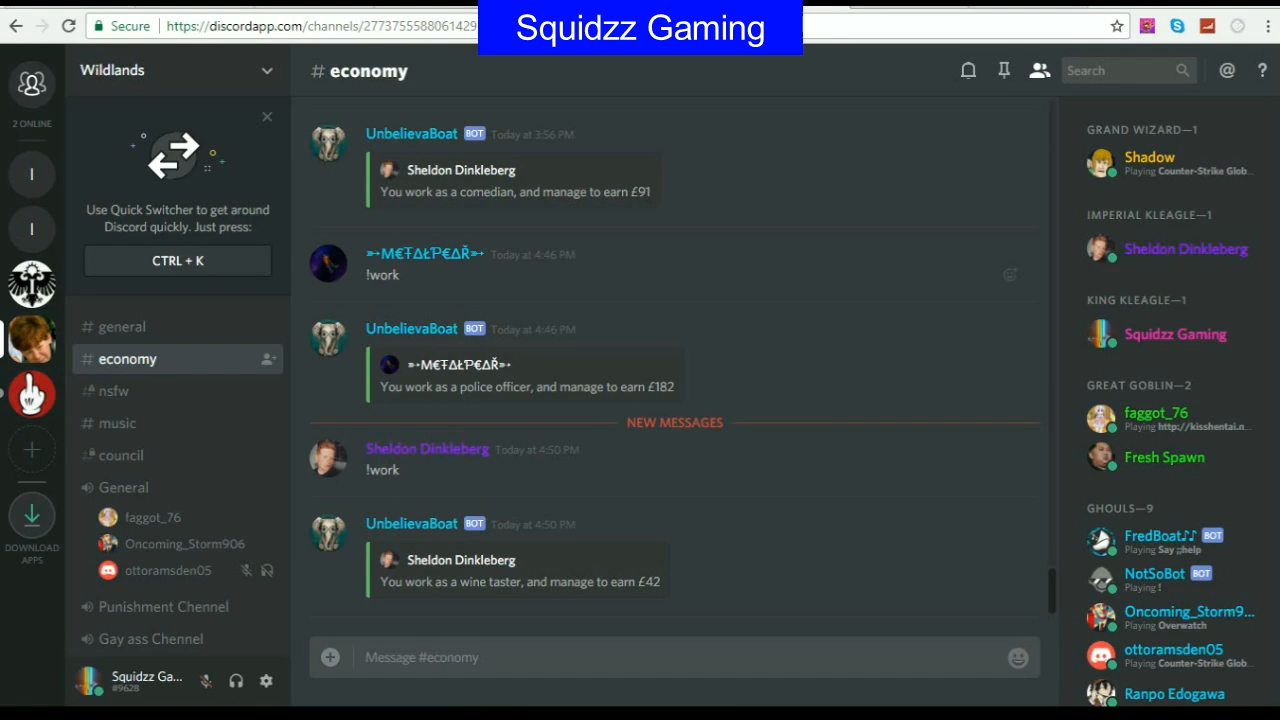 Squidzz Gaming
Secure
https://discordapp.com/channels/2773755588061429
Wildlands
# economy
Search
@
?
2 ONLINE
I
I
DOWNLOAD
APPS
Use Quick Switcher to get around
Discord quickly. Just press:
CTRL + K
# general
# economy
nsfw
# music
council
General
faggot_76
Oncoming_Storm906
ottoramsden05
Punishment Channel
Gay ass Channel
Squidzz Ga...
#9628
UnbelievaBoat BOT Today at 3:56 PM
Sheldon Dinkleberg
You work as a comedian, and manage to earn £91
➵M€ŦΔŁƤ€ΔŘ➵ Today at 4:46 PM
!work
UnbelievaBoat BOT Today at 4:46 PM
➵M€ŦΔŁƤ€ΔŘ➵
You work as a police officer, and manage to earn £182
NEW MESSAGES
Sheldon Dinkleberg Today at 4:50 PM
!work
UnbelievaBoat BOT Today at 4:50 PM
Sheldon Dinkleberg
You work as a wine taster, and manage to earn £42
Message #economy
GRAND WIZARD—1
Shadow
Playing Counter-Strike Glob...
IMPERIAL KLEAGLE—1
Sheldon Dinkleberg
KING KLEAGLE—1
Squidzz Gaming
GREAT GOBLIN—2
faggot_76
Playing http://kisshentai.n...
Fresh Spawn
GHOULS—9
FredBoat♪♪ BOT
Playing Say ;;help
NotSoBot BOT
Playing !
Oncoming_Storm9...
Playing Overwatch
ottoramsden05
Playing Counter-Strike Glob...
Ranpo Edogawa